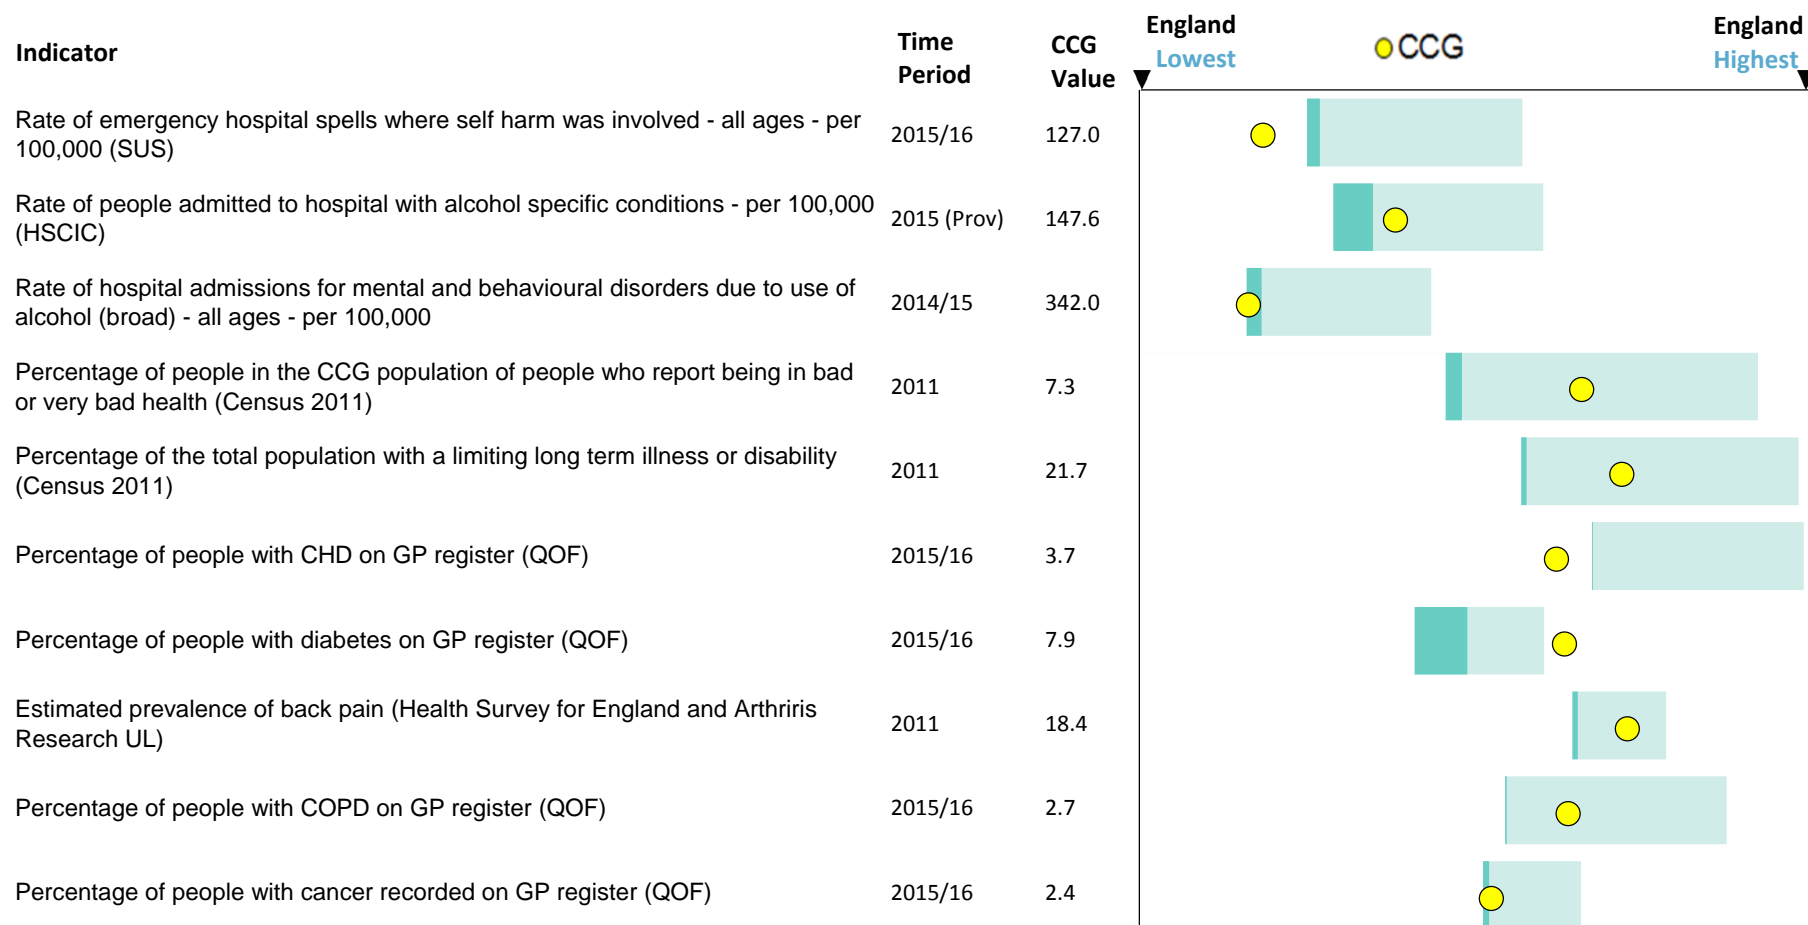 Indicator
Time
Period
CCG
Value
England
Lowest
CCG
England
Highest
Rate of emergency hospital spells where self harm was involved - all ages - per
100,000 (SUS)
2015/16
127.0
Rate of people admitted to hospital with alcohol specific conditions - per 100,000
(HSCIC)
2015 (Prov)
147.6
Rate of hospital admissions for mental and behavioural disorders due to use of
alcohol (broad) - all ages - per 100,000
2014/15
342.0
Percentage of people in the CCG population of people who report being in bad
or very bad health (Census 2011)
2011
7.3
Percentage of the total population with a limiting long term illness or disability
(Census 2011)
2011
21.7
Percentage of people with CHD on GP register (QOF)
2015/16
3.7
Percentage of people with diabetes on GP register (QOF)
2015/16
7.9
Estimated prevalence of back pain (Health Survey for England and Arthriris
Research UL)
2011
18.4
Percentage of people with COPD on GP register (QOF)
2015/16
2.7
Percentage of people with cancer recorded on GP register (QOF)
2015/16
2.4